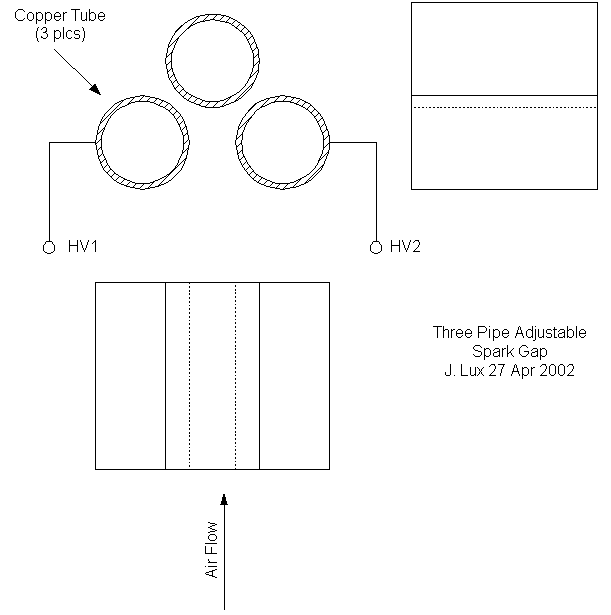 Copper Tube
(3 plcs)
HV1
HV2
Three Pipe Adjustable
Spark Gap
J. Lux 27 Apr 2002
Air Flow